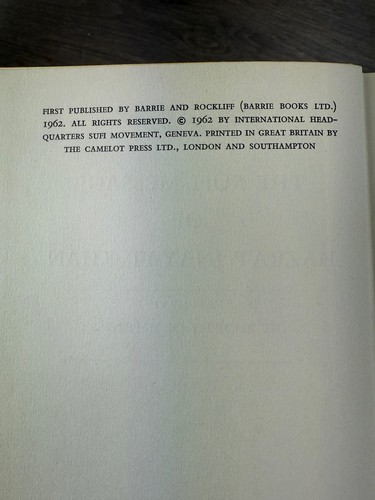 FIRST PUBLISHED BY BARRIE AND ROCKLIFF (BARRIE BOOKS LTD.)
1962. ALL RIGHTS RESERVED. © 1962 BY INTERNATIONAL HEAD-
QUARTERS SUFI MOVEMENT, GENEVA. PRINTED IN GREAT BRITAIN BY
THE CAMELOT PRESS LTD., LONDON AND SOUTHAMPTON